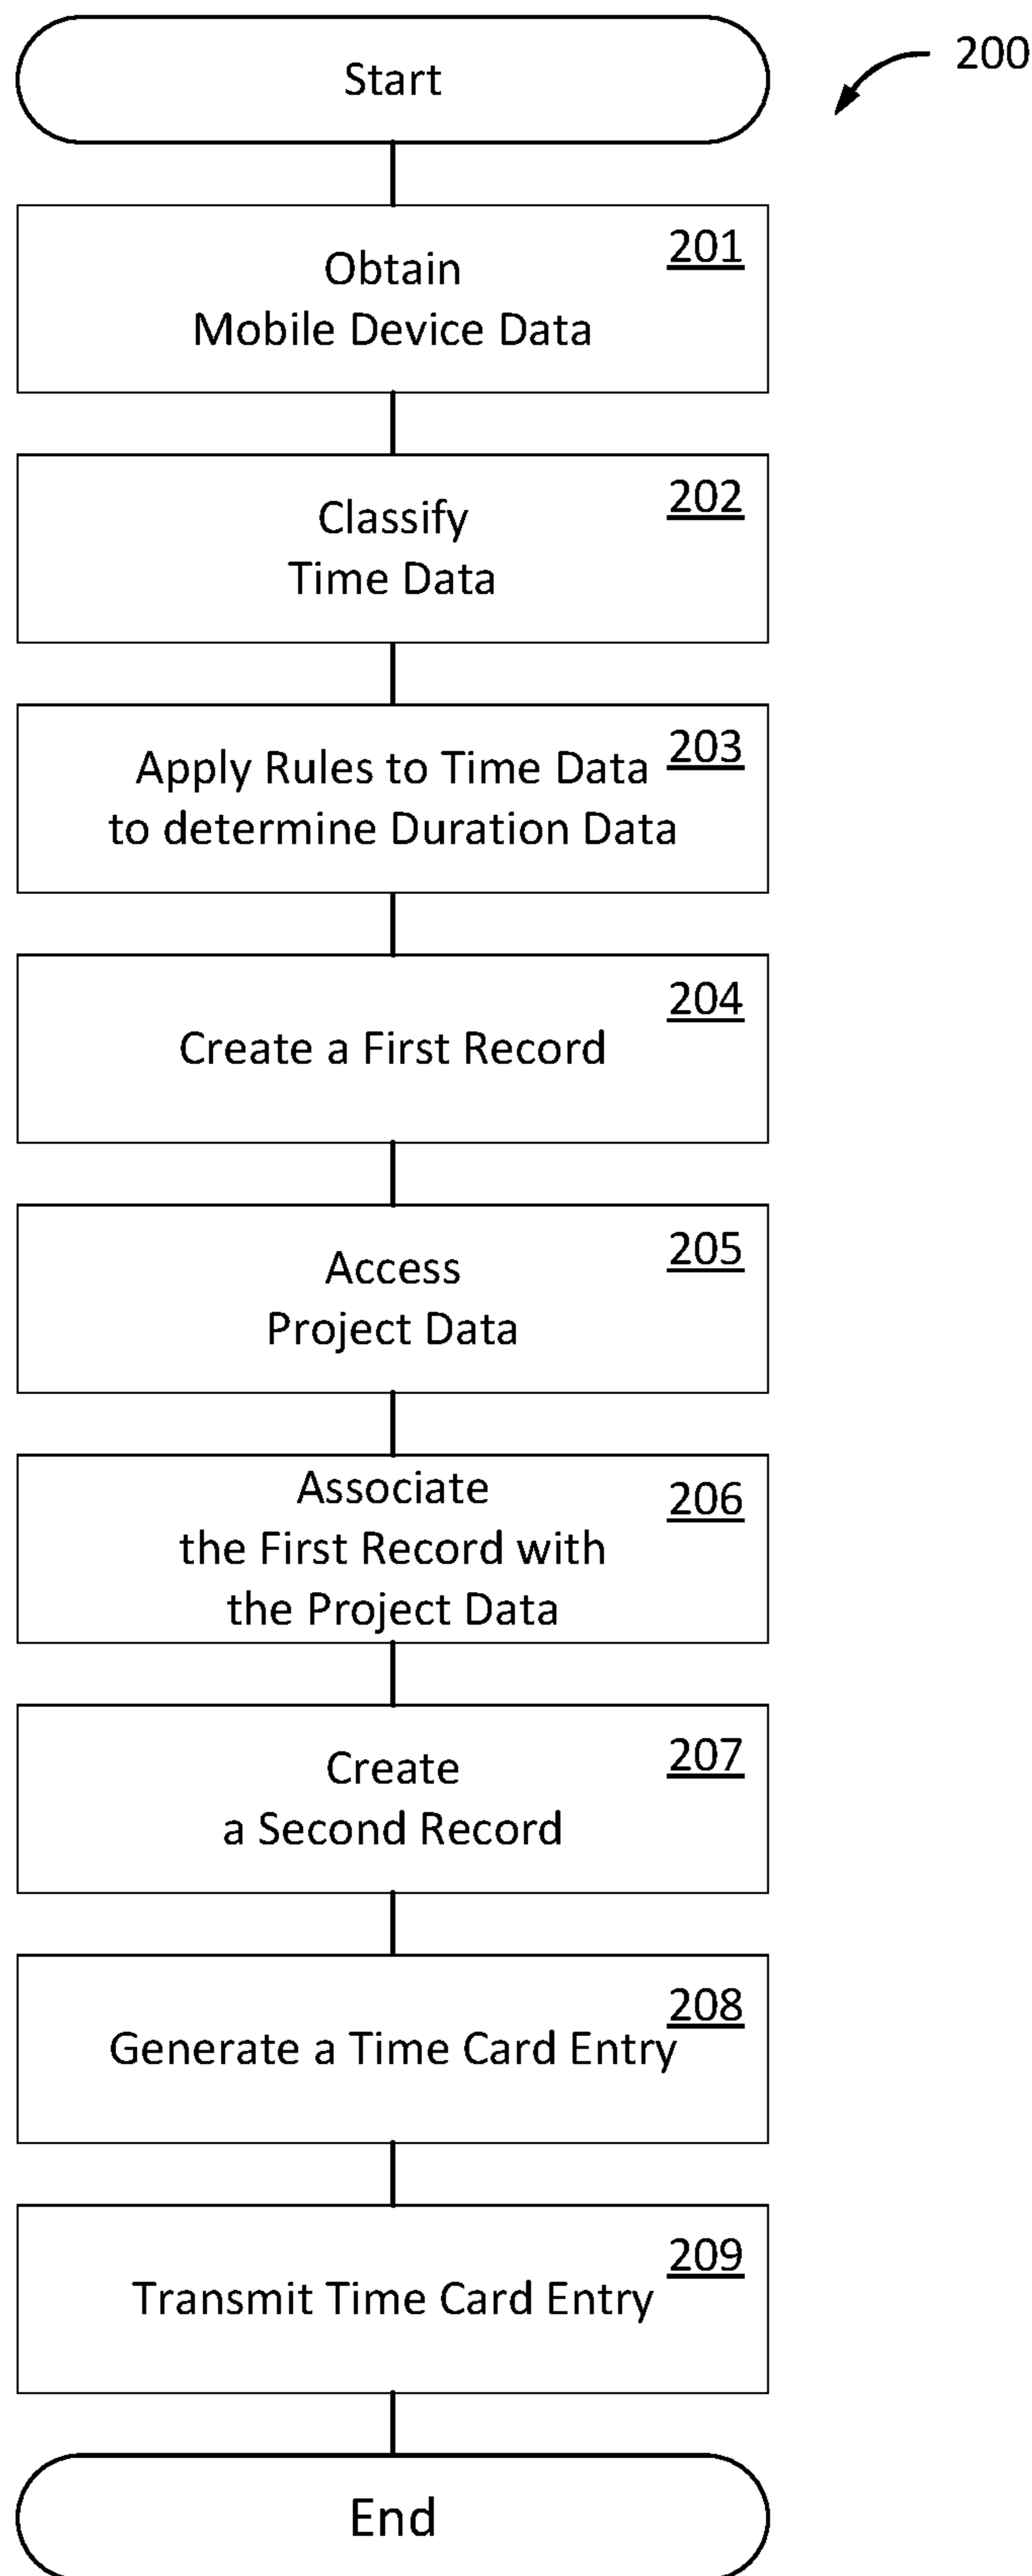 Start
200
201
Obtain
Mobile Device Data
202
Classify
Time Data
203
Apply Rules to Time Data
to determine Duration Data
204
Create a First Record
205
Access
Project Data
206
Associate
the First Record with
the Project Data
207
Create
a Second Record
208
Generate a Time Card Entry
209
Transmit Time Card Entry
End